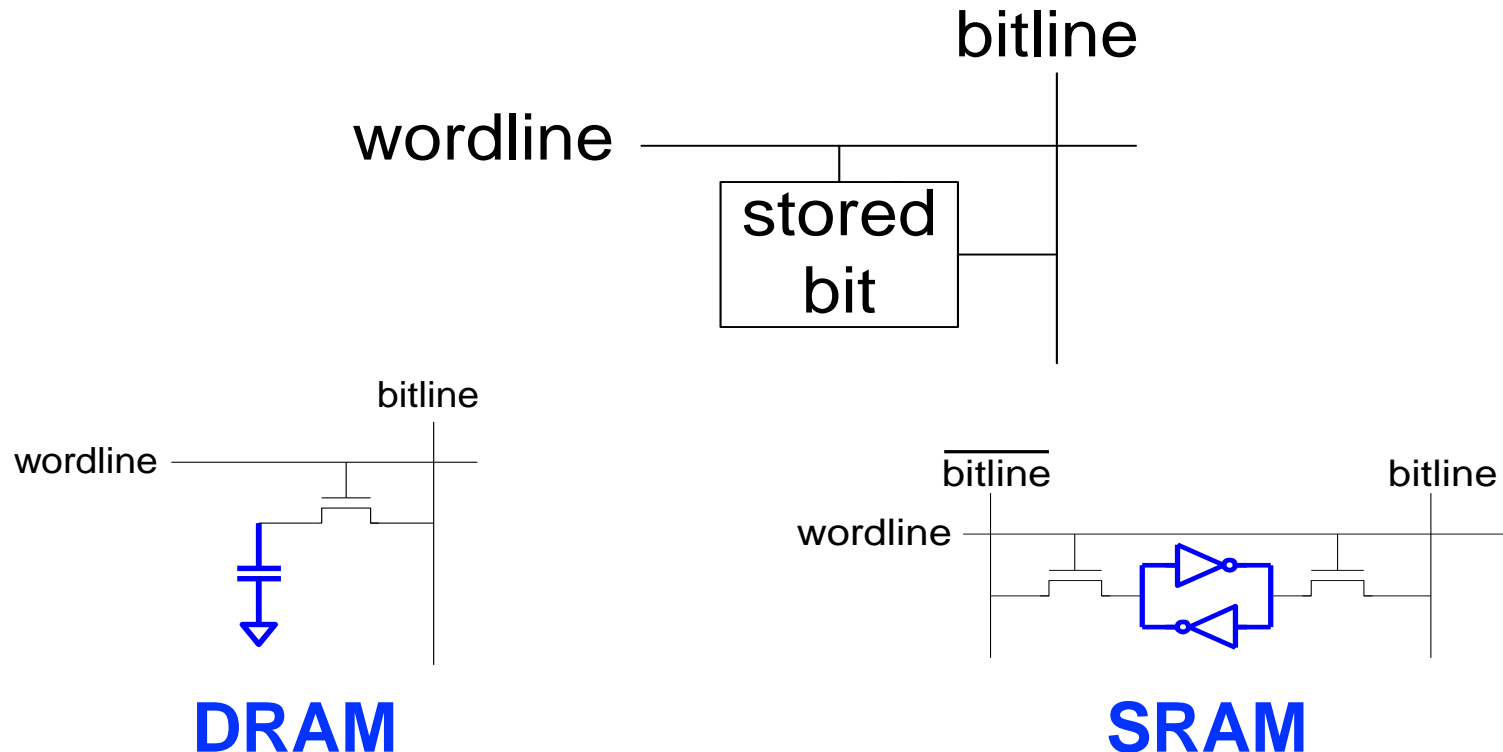 bitline
wordline
stored
bit
bitline
wordline
DRAM
bitline
bitline
wordline
SRAM